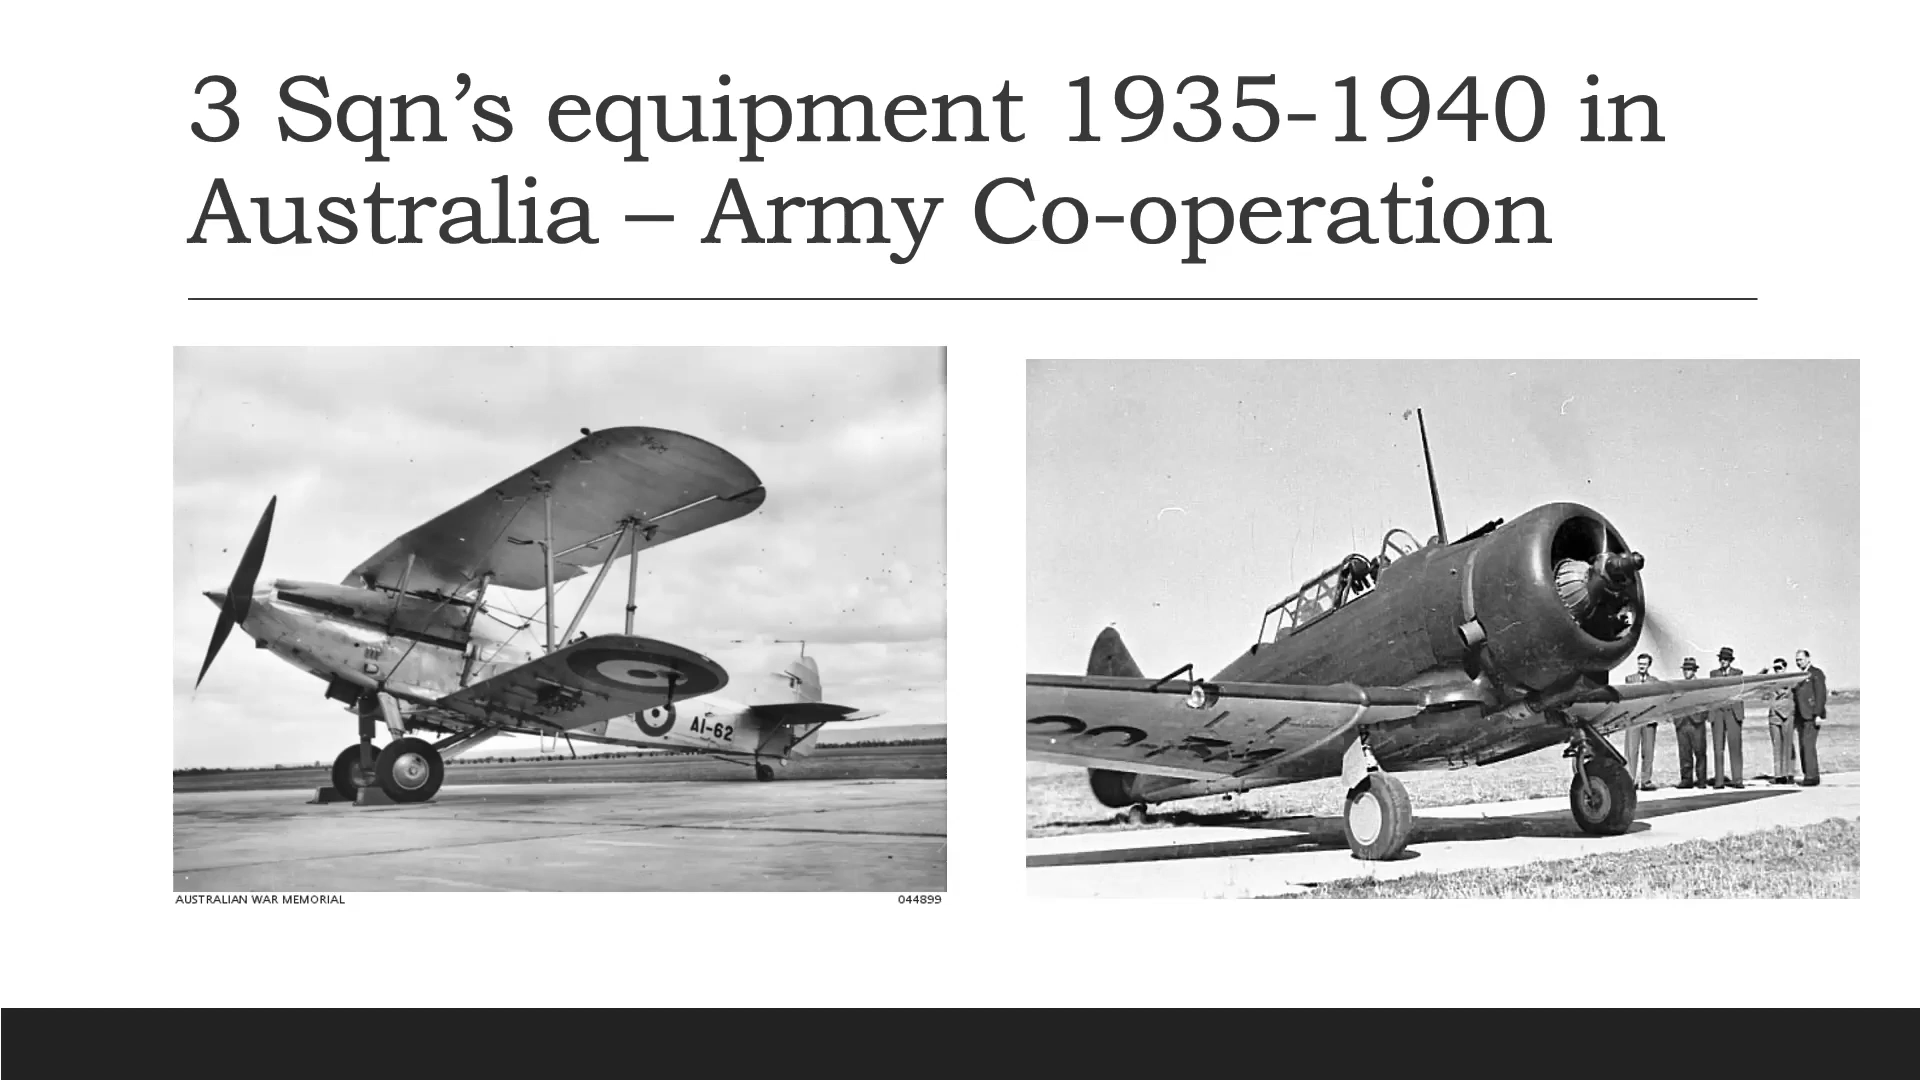 3 Sqn’s equipment 1935-1940 in
Australia – Army Co-operation
A1-62
AUSTRALIAN WAR MEMORIAL 044899